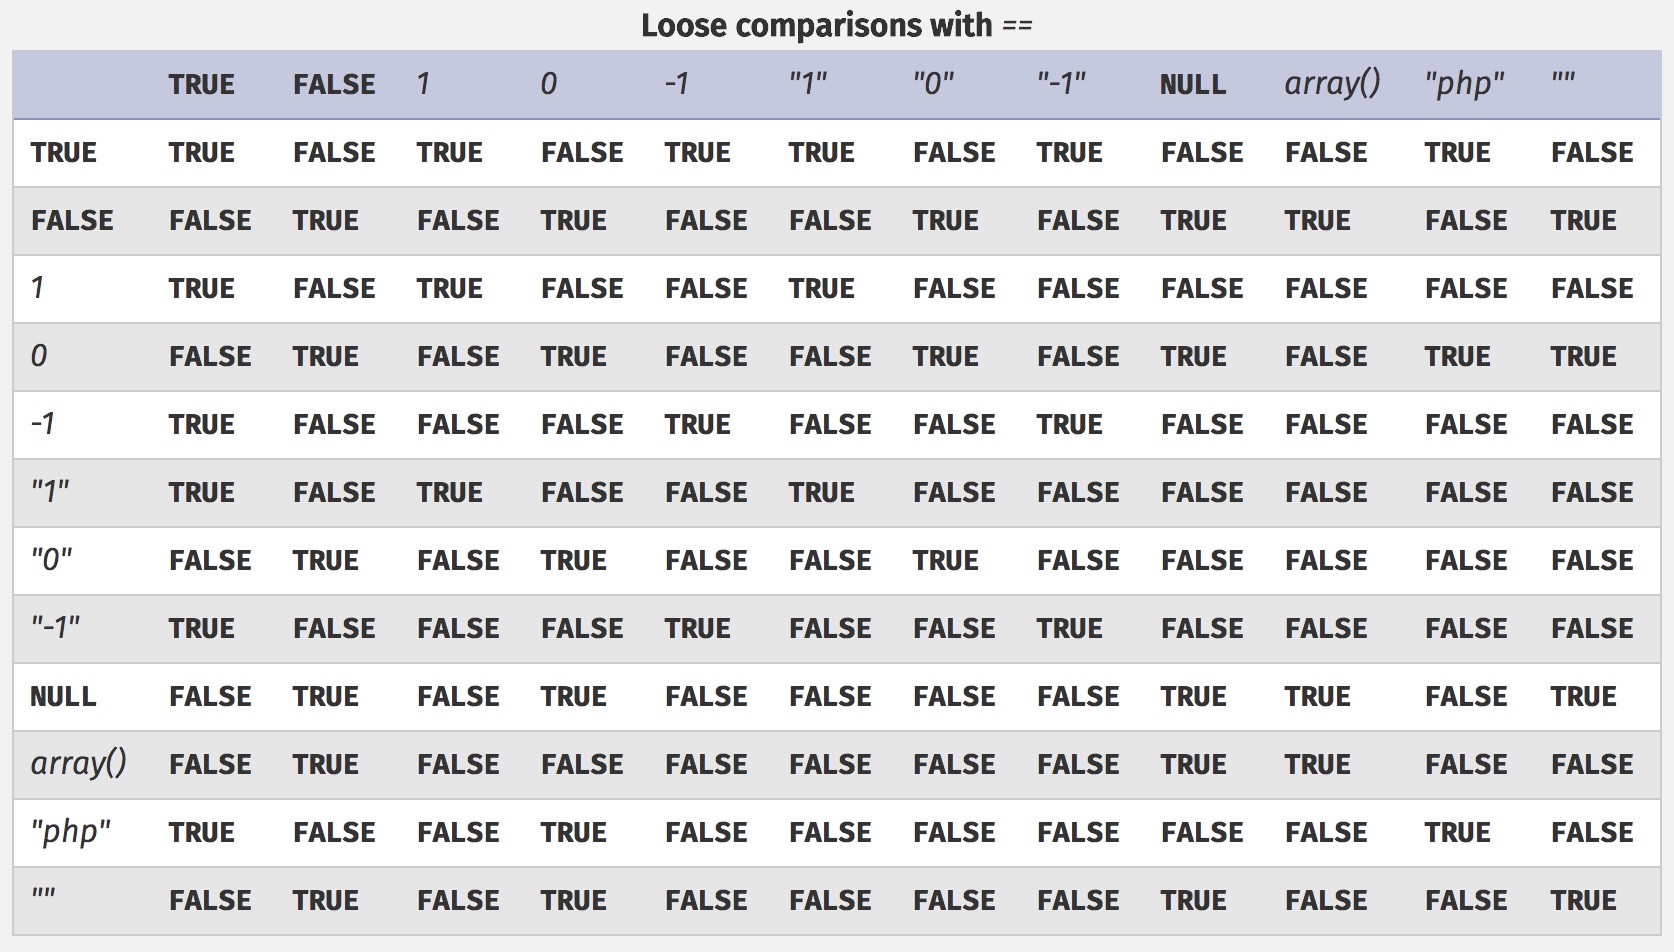 Loose comparisons with ==
TRUE FALSE 1 0 -1 "1" "0" "-1" NULL array() "php" ""
TRUE TRUE FALSE TRUE FALSE TRUE TRUE FALSE TRUE FALSE FALSE TRUE FALSE
FALSE FALSE TRUE FALSE TRUE FALSE FALSE TRUE FALSE TRUE TRUE FALSE TRUE
1 TRUE FALSE TRUE FALSE FALSE TRUE FALSE FALSE FALSE FALSE FALSE FALSE
0 FALSE TRUE FALSE TRUE FALSE FALSE TRUE FALSE TRUE FALSE TRUE TRUE
-1 TRUE FALSE FALSE FALSE TRUE FALSE FALSE TRUE FALSE FALSE FALSE FALSE
"1" TRUE FALSE TRUE FALSE FALSE TRUE FALSE FALSE FALSE FALSE FALSE FALSE
"0" FALSE TRUE FALSE TRUE FALSE FALSE TRUE FALSE FALSE FALSE FALSE FALSE
"-1" TRUE FALSE FALSE FALSE TRUE FALSE FALSE TRUE FALSE FALSE FALSE FALSE
NULL FALSE TRUE FALSE TRUE FALSE FALSE FALSE FALSE TRUE TRUE FALSE TRUE
array() FALSE TRUE FALSE FALSE FALSE FALSE FALSE FALSE TRUE TRUE FALSE FALSE
"php" TRUE FALSE FALSE TRUE FALSE FALSE FALSE FALSE FALSE FALSE TRUE FALSE
"" FALSE TRUE FALSE TRUE FALSE FALSE FALSE FALSE TRUE FALSE FALSE TRUE